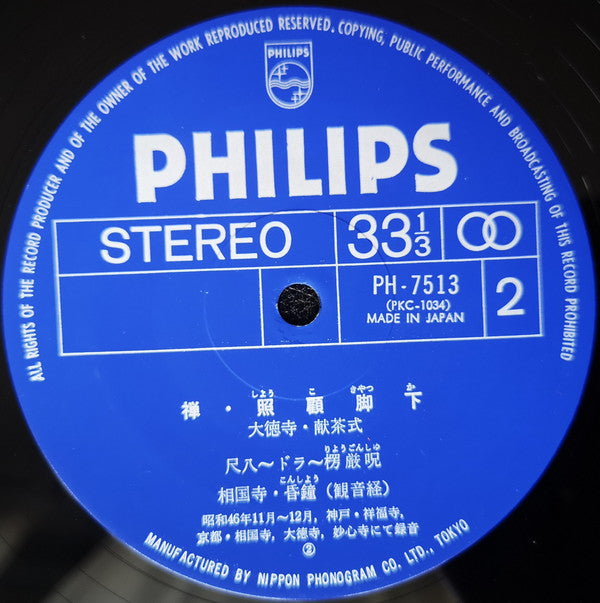 ALL RIGHTS OF THE RECORD PRODUCER AND OF THE OWNER OF THE WORK REPRODUCED RESERVED. COPYING, PUBLIC PERFORMANCE AND BROADCASTING OF THIS RECORD PROHIBITED
PHILIPS
PHILIPS
STEREO 33 1/3
PH-7513
(PKC-1034)
MADE IN JAPAN
2
しょう こ きゃっ か
禅・照顧脚下
大徳寺・献茶式
りょうごんしゅ
尺八〜ドラ〜楞厳呪
こんしょう
相国寺・昏鐘(観音経)
昭和46年11月〜12月,神戸・祥福寺,
京都・相国寺,大徳寺,妙心寺にて録音
②
MANUFACTURED BY NIPPON PHONOGRAM CO. LTD., TOKYO